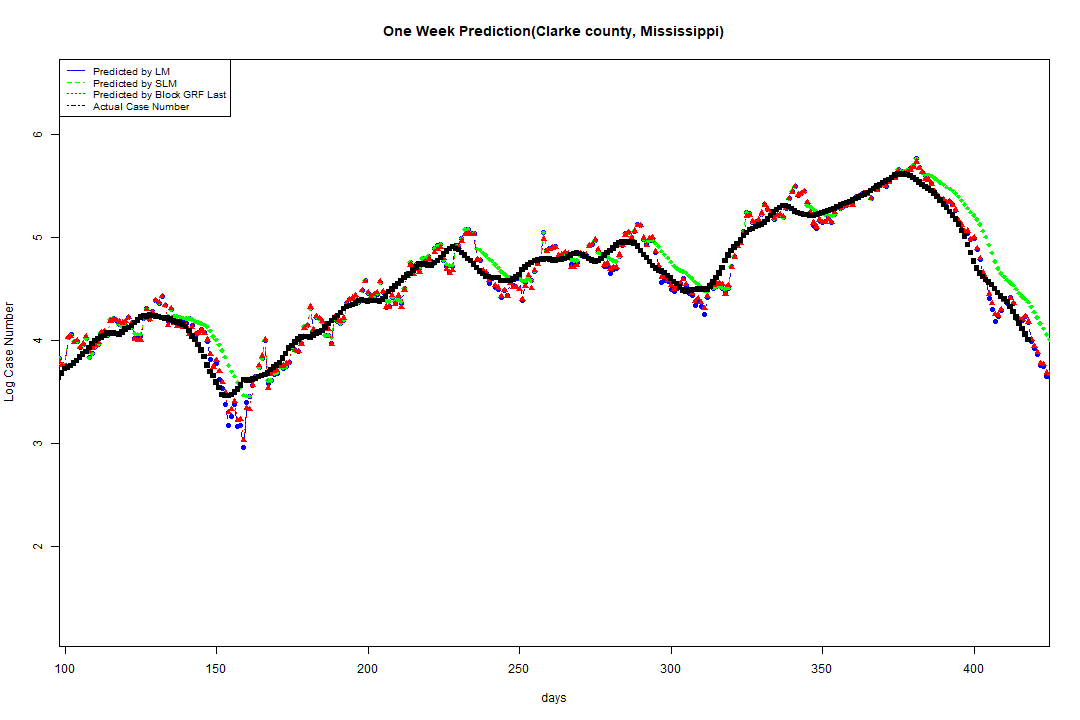 One Week Prediction(Clarke county, Mississippi)
Predicted by LM
Predicted by SLM
Predicted by Block GRF Last
Actual Case Number
6
5
4
3
2
Log Case Number
100 150 200 250 300 350 400
days